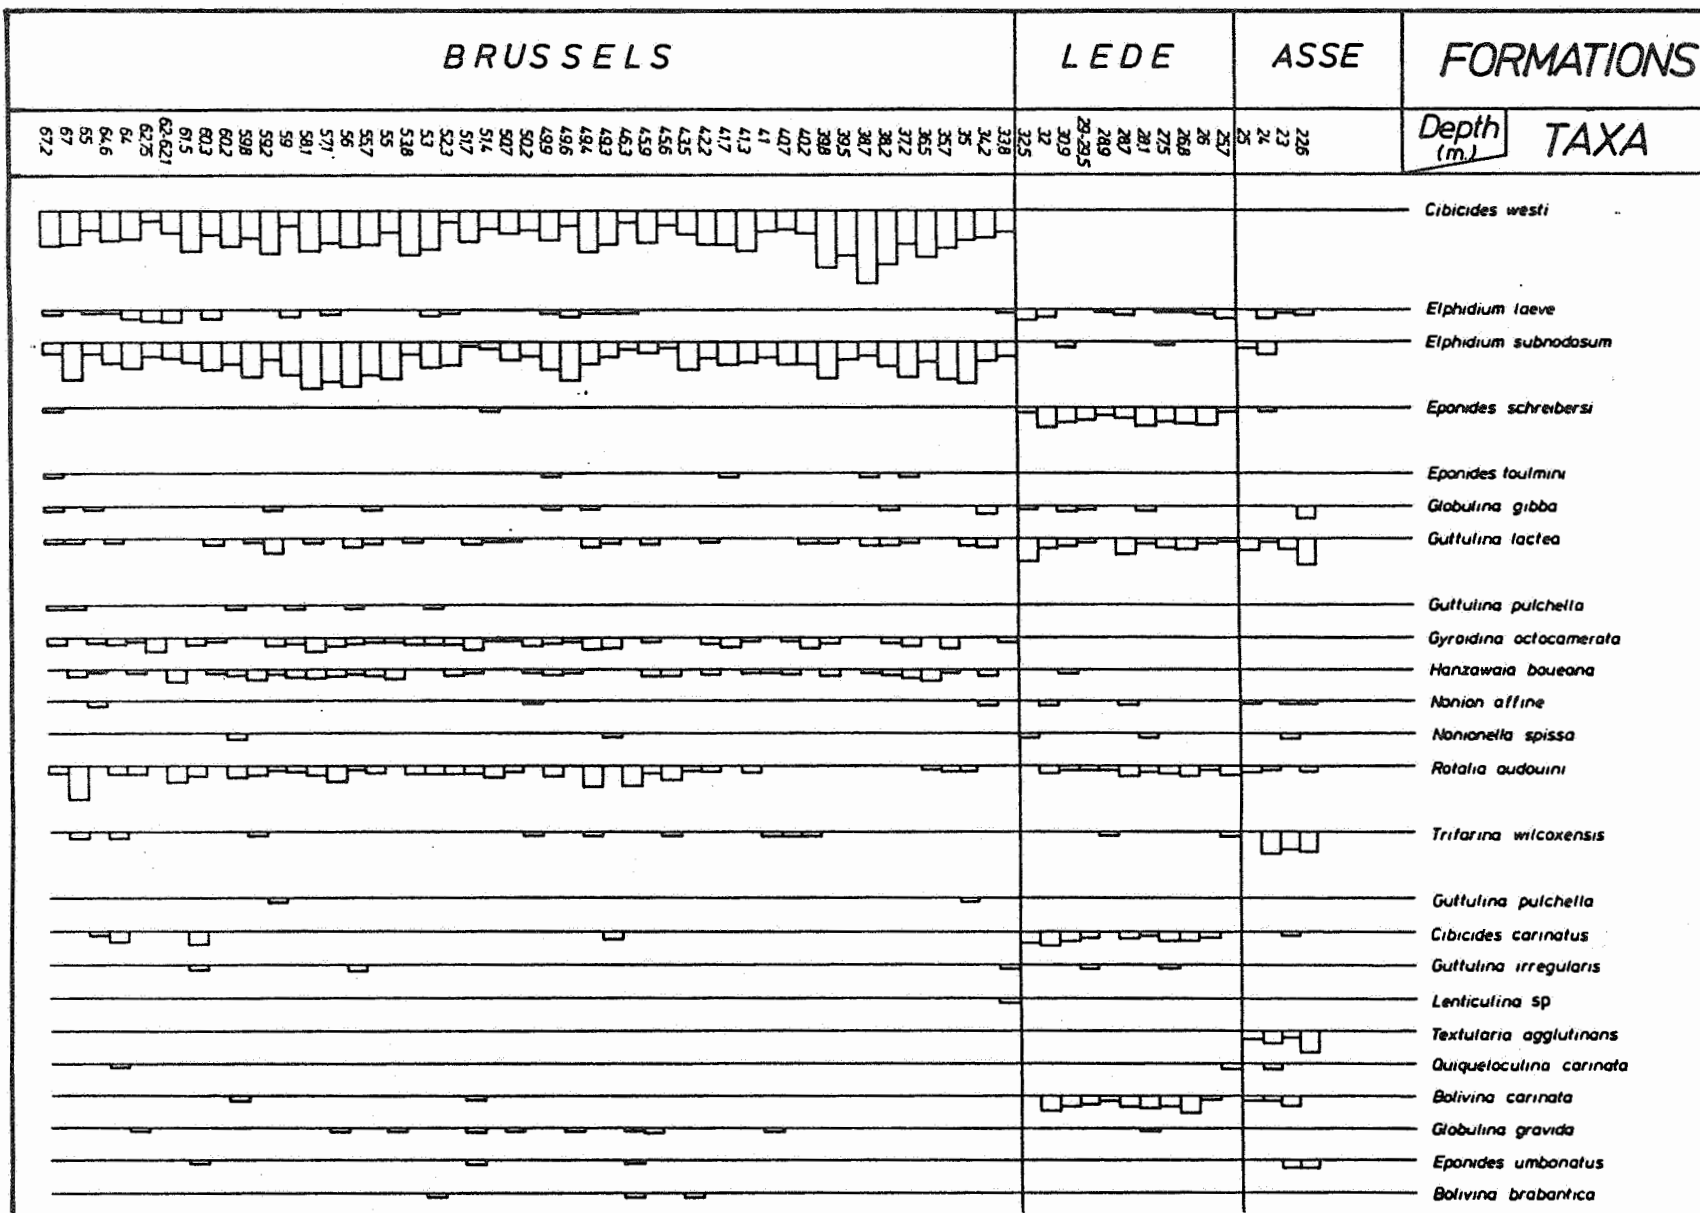 BRUSSELS LEDE ASSE FORMATIONS
67.2 67 65 64.6 64 62.75 62-62.1 61.5 60.3 60.2 59.8 59.2 59 58.1 57.1 56 55.7 55 53.8 53 52.3 51.7 51.4 50.7 50.2 49.9 49.6 49.4 49.3 46.3 45.9 45.6 43.5 42.2 41.7 41.3 41 40.7 40.2 39.8 39.5 38.7 38.2 37.2 36.5 35.7 35 34.2 33.8 32.5 32 30.9 29-29.5 28.9 28.7 28.1 27.5 26.8 26 25.7 25 24 23 22.6 Depth TAXA
(m.)
Cibicides westi
Elphidium laeve
Elphidium subnodosum
Eponides schreibersi
Eponides toulmini
Globulina gibba
Guttulina lactea
Guttulina pulchella
Gyroidina octocamerata
Hanzawaia boueana
Nonion affine
Nonionella spissa
Rotalia audouini
Trifarina wilcoxensis
Guttulina pulchella
Cibicides carinatus
Guttulina irregularis
Lenticulina sp
Textularia agglutinans
Quiqueloculina carinata
Bolivina carinata
Globulina gravida
Eponides umbonatus
Bolivina brabantica